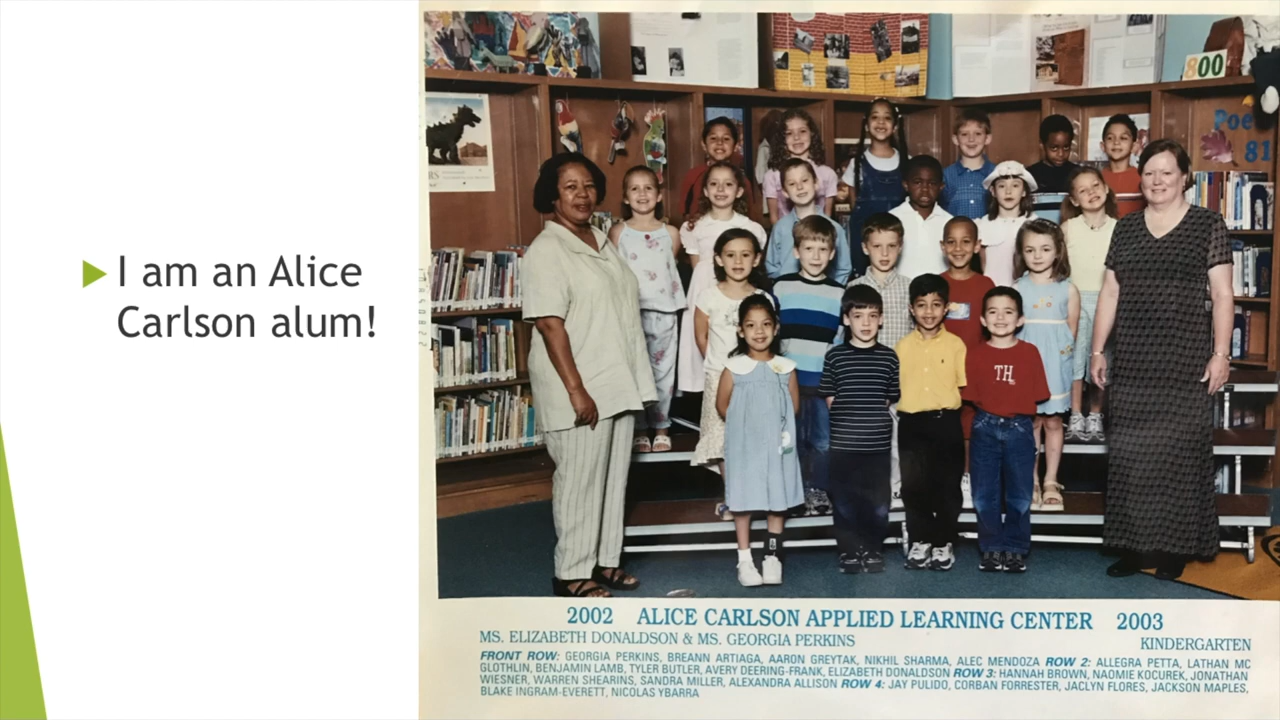 I am an Alice
Carlson alum!
800
Poe
81
TH
2002 ALICE CARLSON APPLIED LEARNING CENTER 2003
MS. ELIZABETH DONALDSON & MS. GEORGIA PERKINS KINDERGARTEN
FRONT ROW: GEORGIA PERKINS, BREANN ARTIAGA, AARON GREYTAK, NIKHIL SHARMA, ALEC MENDOZA ROW 2: ALLEGRA PETTA, LATHAN MC
GLOTHLIN, BENJAMIN LAMB, TYLER BUTLER, AVERY DEERING-FRANK, ELIZABETH DONALDSON ROW 3: HANNAH BROWN, NAOMIE KOCUREK, JONATHAN
WIESNER, WARREN SHEARINS, SANDRA MILLER, ALEXANDRA ALLISON ROW 4: JAY PULIDO, CORBAN FORRESTER, JACLYN FLORES, JACKSON MAPLES,
BLAKE INGRAM-EVERETT, NICOLAS YBARRA